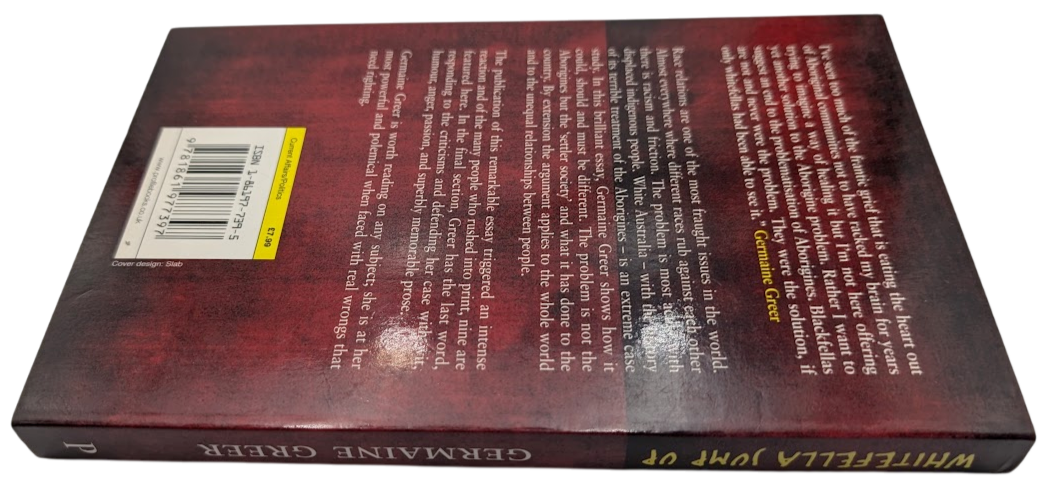 I've seen too much of the frantic grief that is eating the heart out
of Aboriginal communities not to have racked my brain for years
trying to imagine a way of healing it but I'm not here offering
yet another solution to the Aborigine problem. Rather I want to
suggest an end to the problematisation of Aborigines. Blackfellas
are not and never were the problem. They were the solution, if
only whitefellas had been able to see it.' Germaine Greer
Race relations are one of the most fraught issues in the world.
Almost everywhere where different races rub against each other
there is racism and friction. The problem is most with
displaced indigenous people. White Australia – with the
of its terrible treatment of the Aborigines – is an extreme case
study. In this brilliant essay, Germaine Greer shows how it
could, should and must be different. The problem is not the
Aborigines but the 'settler society' and what it has done to the
country. By extension the argument applies to the whole world
and to the unequal relationships between people.
The publication of this remarkable essay triggered an intense
reaction and of the many people who rushed into print, nine are
featured here. In the final section, Greer has the last word,
responding to the criticisms and defending her case with
humour, anger, passion, and superbly memorable prose.
Germaine Greer is worth reading on any subject; she is at her
most powerful and polemical when faced with real wrongs that
need fighting.
Current Affairs/Politics
£7.99
ISBN 1-86197-739-5
9 781861 977397
www.profilebooks.co.uk
Cover design: Slab
WHITEFELLA JUMP UP
GERMAINE GREER
P